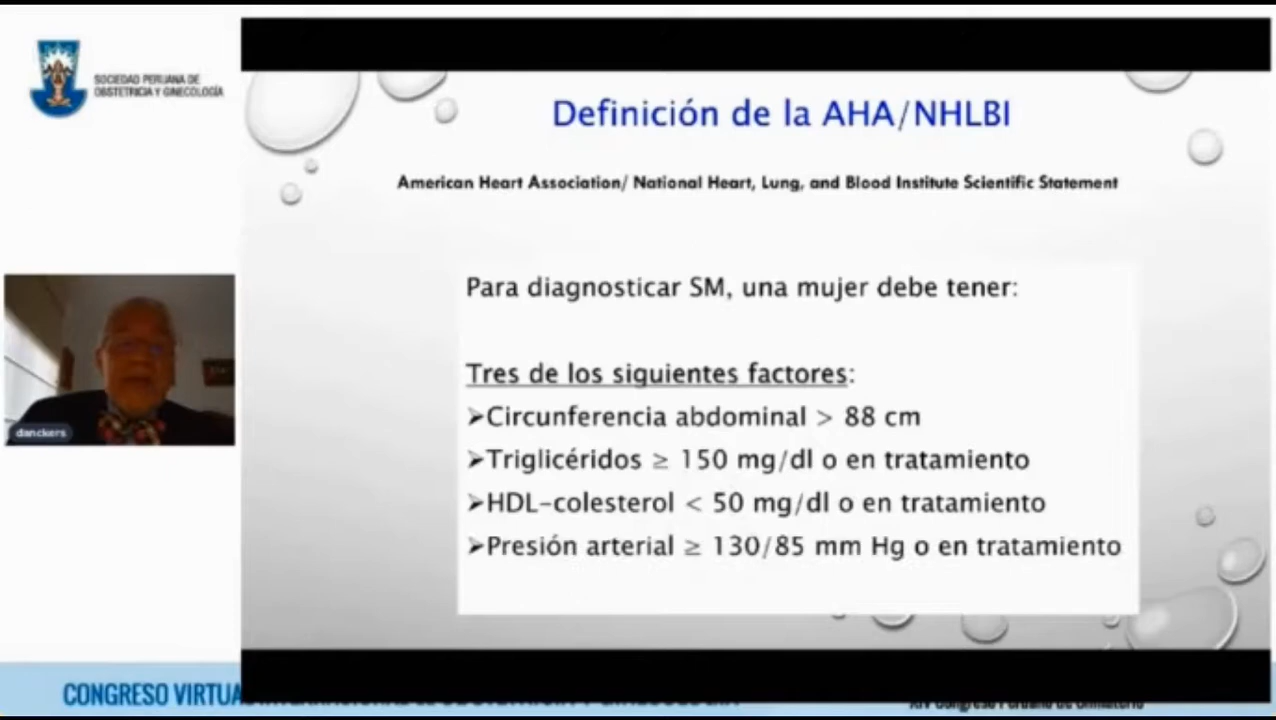 SOCIEDAD PERUANA DE
OBSTETRICIA Y GINECOLOGÍA
Definición de la AHA/NHLBI
American Heart Association/ National Heart, Lung, and Blood Institute Scientific Statement
Para diagnosticar SM, una mujer debe tener:
Tres de los siguientes factores:
➢Circunferencia abdominal > 88 cm
➢Triglicéridos ≥ 150 mg/dl o en tratamiento
➢HDL-colesterol < 50 mg/dl o en tratamiento
➢Presión arterial ≥ 130/85 mm Hg o en tratamiento
danckers
CONGRESO VIRTUA